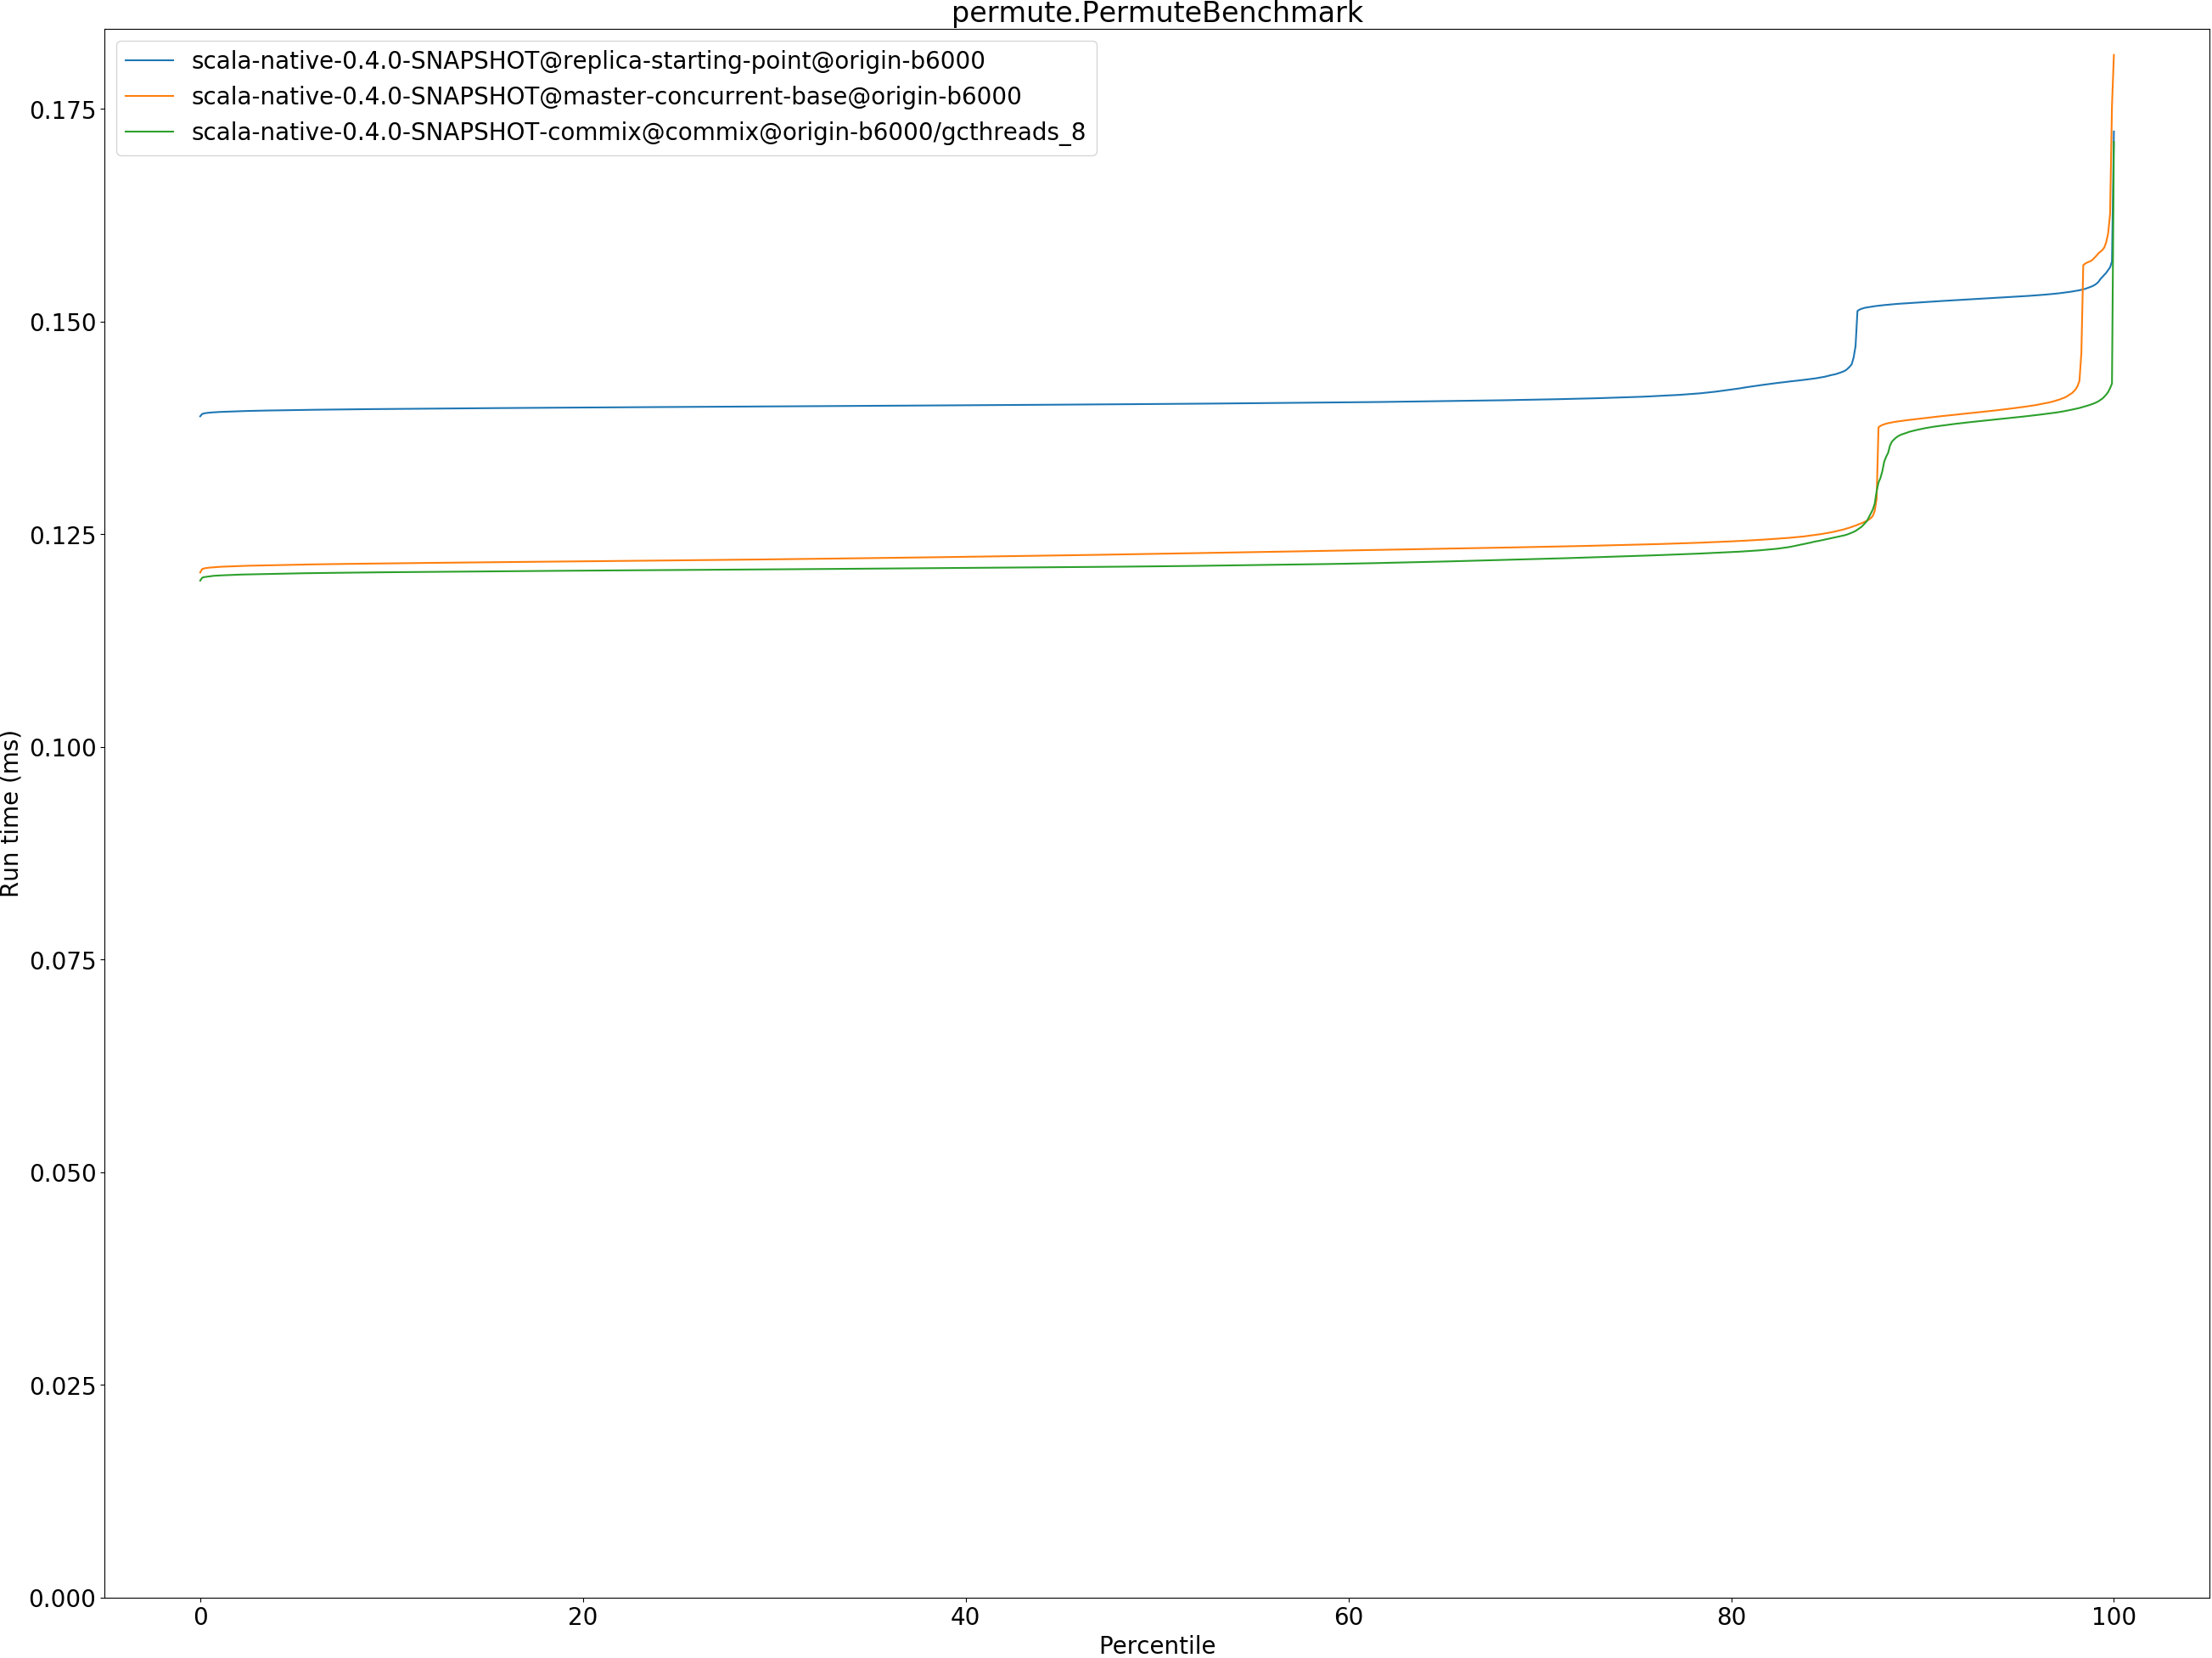 permute.PermuteBenchmark
scala-native-0.4.0-SNAPSHOT@replica-starting-point@origin-b6000
scala-native-0.4.0-SNAPSHOT@master-concurrent-base@origin-b6000
scala-native-0.4.0-SNAPSHOT-commix@commix@origin-b6000/gcthreads_8
0.175
0.150
0.125
0.100
0.075
0.050
0.025
0.000
Run time (ms)
0 20 40 60 80 100
Percentile